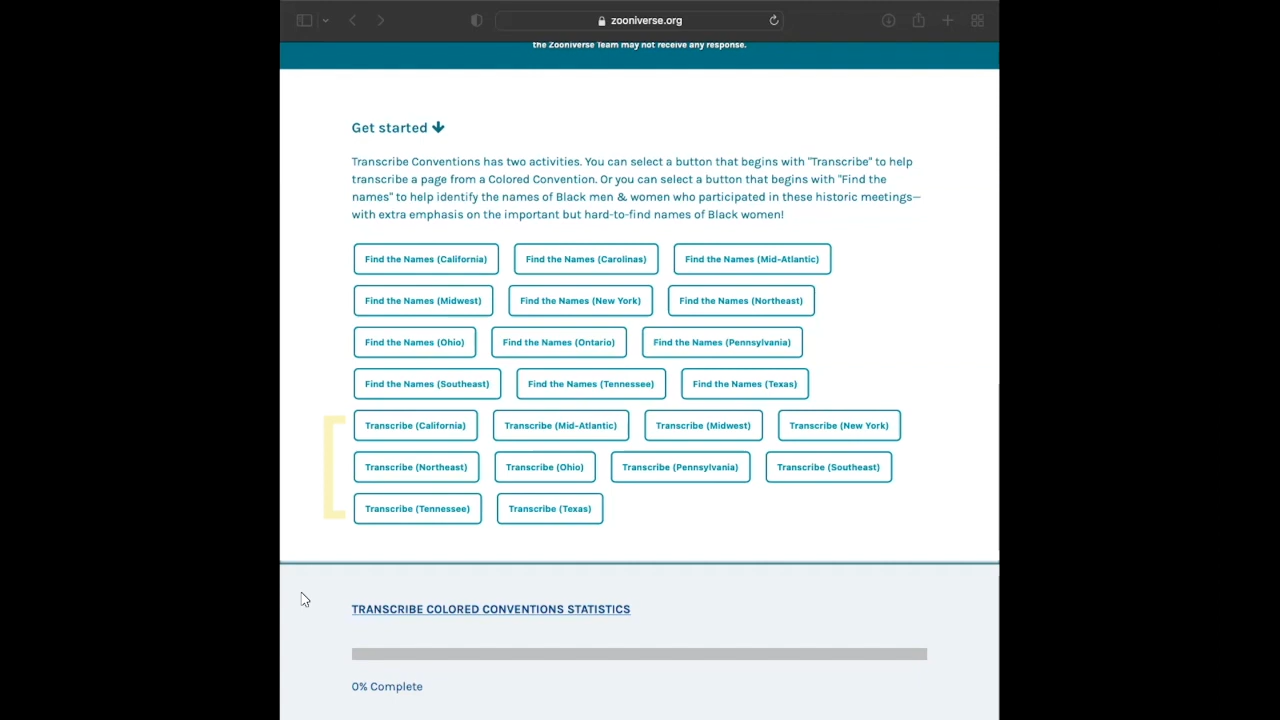 zooniverse.org
the Zooniverse Team may not receive any response.
Get started
Transcribe Conventions has two activities. You can select a button that begins with "Transcribe" to help
transcribe a page from a Colored Convention. Or you can select a button that begins with "Find the
names" to help identify the names of Black men & women who participated in these historic meetings—
with extra emphasis on the important but hard-to-find names of Black women!
Find the Names (California) Find the Names (Carolinas) Find the Names (Mid-Atlantic)
Find the Names (Midwest) Find the Names (New York) Find the Names (Northeast)
Find the Names (Ohio) Find the Names (Ontario) Find the Names (Pennsylvania)
Find the Names (Southeast) Find the Names (Tennessee) Find the Names (Texas)
Transcribe (California) Transcribe (Mid-Atlantic) Transcribe (Midwest) Transcribe (New York)
Transcribe (Northeast) Transcribe (Ohio) Transcribe (Pennsylvania) Transcribe (Southeast)
Transcribe (Tennessee) Transcribe (Texas)
TRANSCRIBE COLORED CONVENTIONS STATISTICS
0% Complete